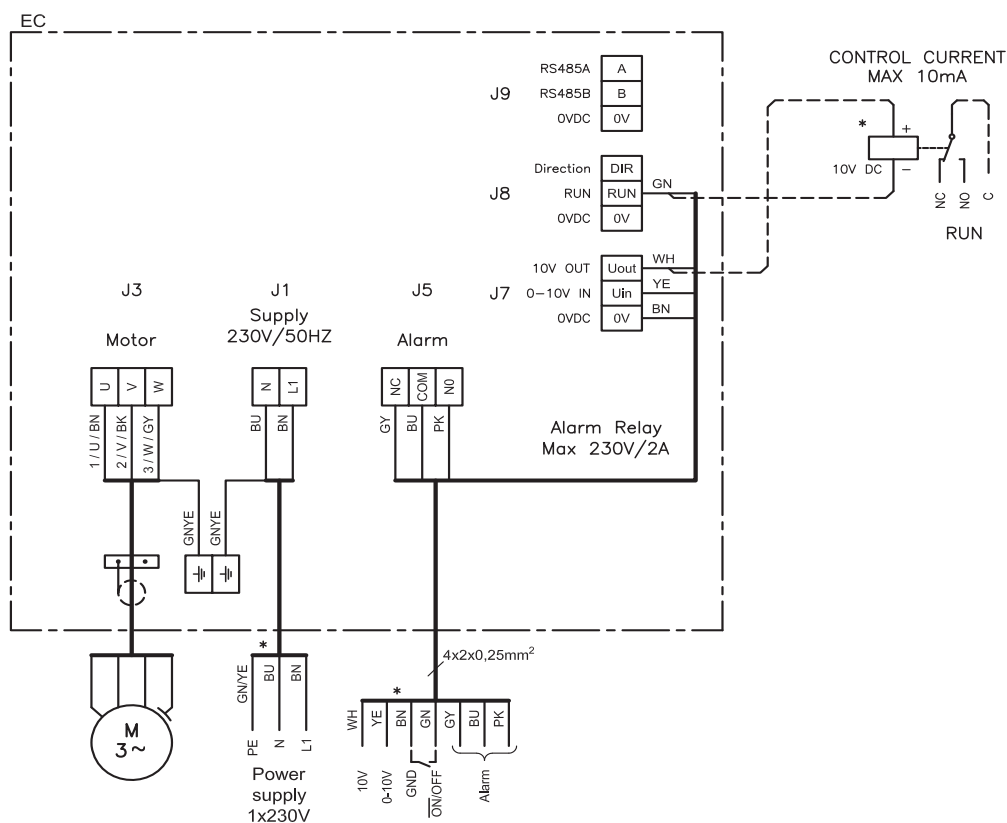 EC
CONTROL CURRENT
MAX 10mA
J9
RS485A A
RS485B B
0VDC 0V
J8
Direction DIR
RUN RUN GN
0VDC 0V
J7
10V OUT Uout WH
0-10V IN Uin YE
0VDC 0V BN
*
+
10V DC
-
NC
NO
C
RUN
J3
Motor
U
V
W
1 / U / BN
2 / V / BK
3 / W / GY
J1
Supply
230V/50HZ
N
L1
BU
BN
J5
Alarm
NC
COM
N0
GY
BU
PK
Alarm Relay
Max 230V/2A
GNYE
GNYE
M
3~
*
GN/YE
BU
BN
PE
N
L1
Power
supply
1x230V
4x2x0,25mm²
*
WH
YE
BN
GN
GY
BU
PK
10V
0-10V
GND
ON/OFF
Alarm